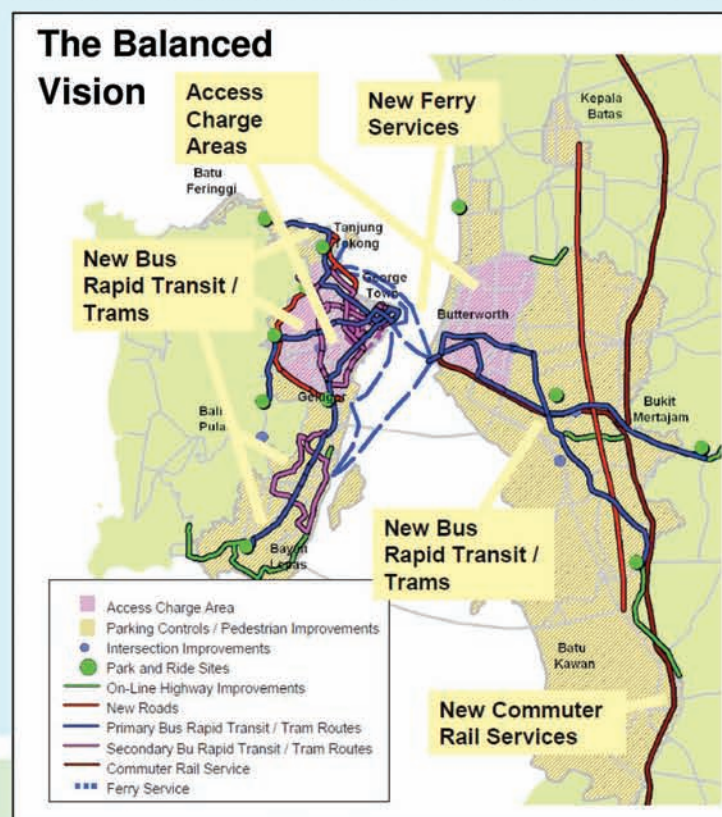 The Balanced
Vision
Access
Charge
Areas
New Ferry
Services
Kepala
Batas
Batu
Feringgi
Tanjung
Tokong
New Bus
Rapid Transit /
Trams
George
Town
Butterworth
Gelugor
Bukit
Mertajam
Bali
Pula
New Bus
Rapid Transit /
Trams
Bayan
Lepas
Batu
Kawan
New Commuter
Rail Services
Access Charge Area
Parking Controls / Pedestrian Improvements
Intersection Improvements
Park and Ride Sites
On-Line Highway Improvements
New Roads
Primary Bus Rapid Transit / Tram Routes
Secondary Bu Rapid Transit / Tram Routes
Commuter Rail Service
Ferry Service